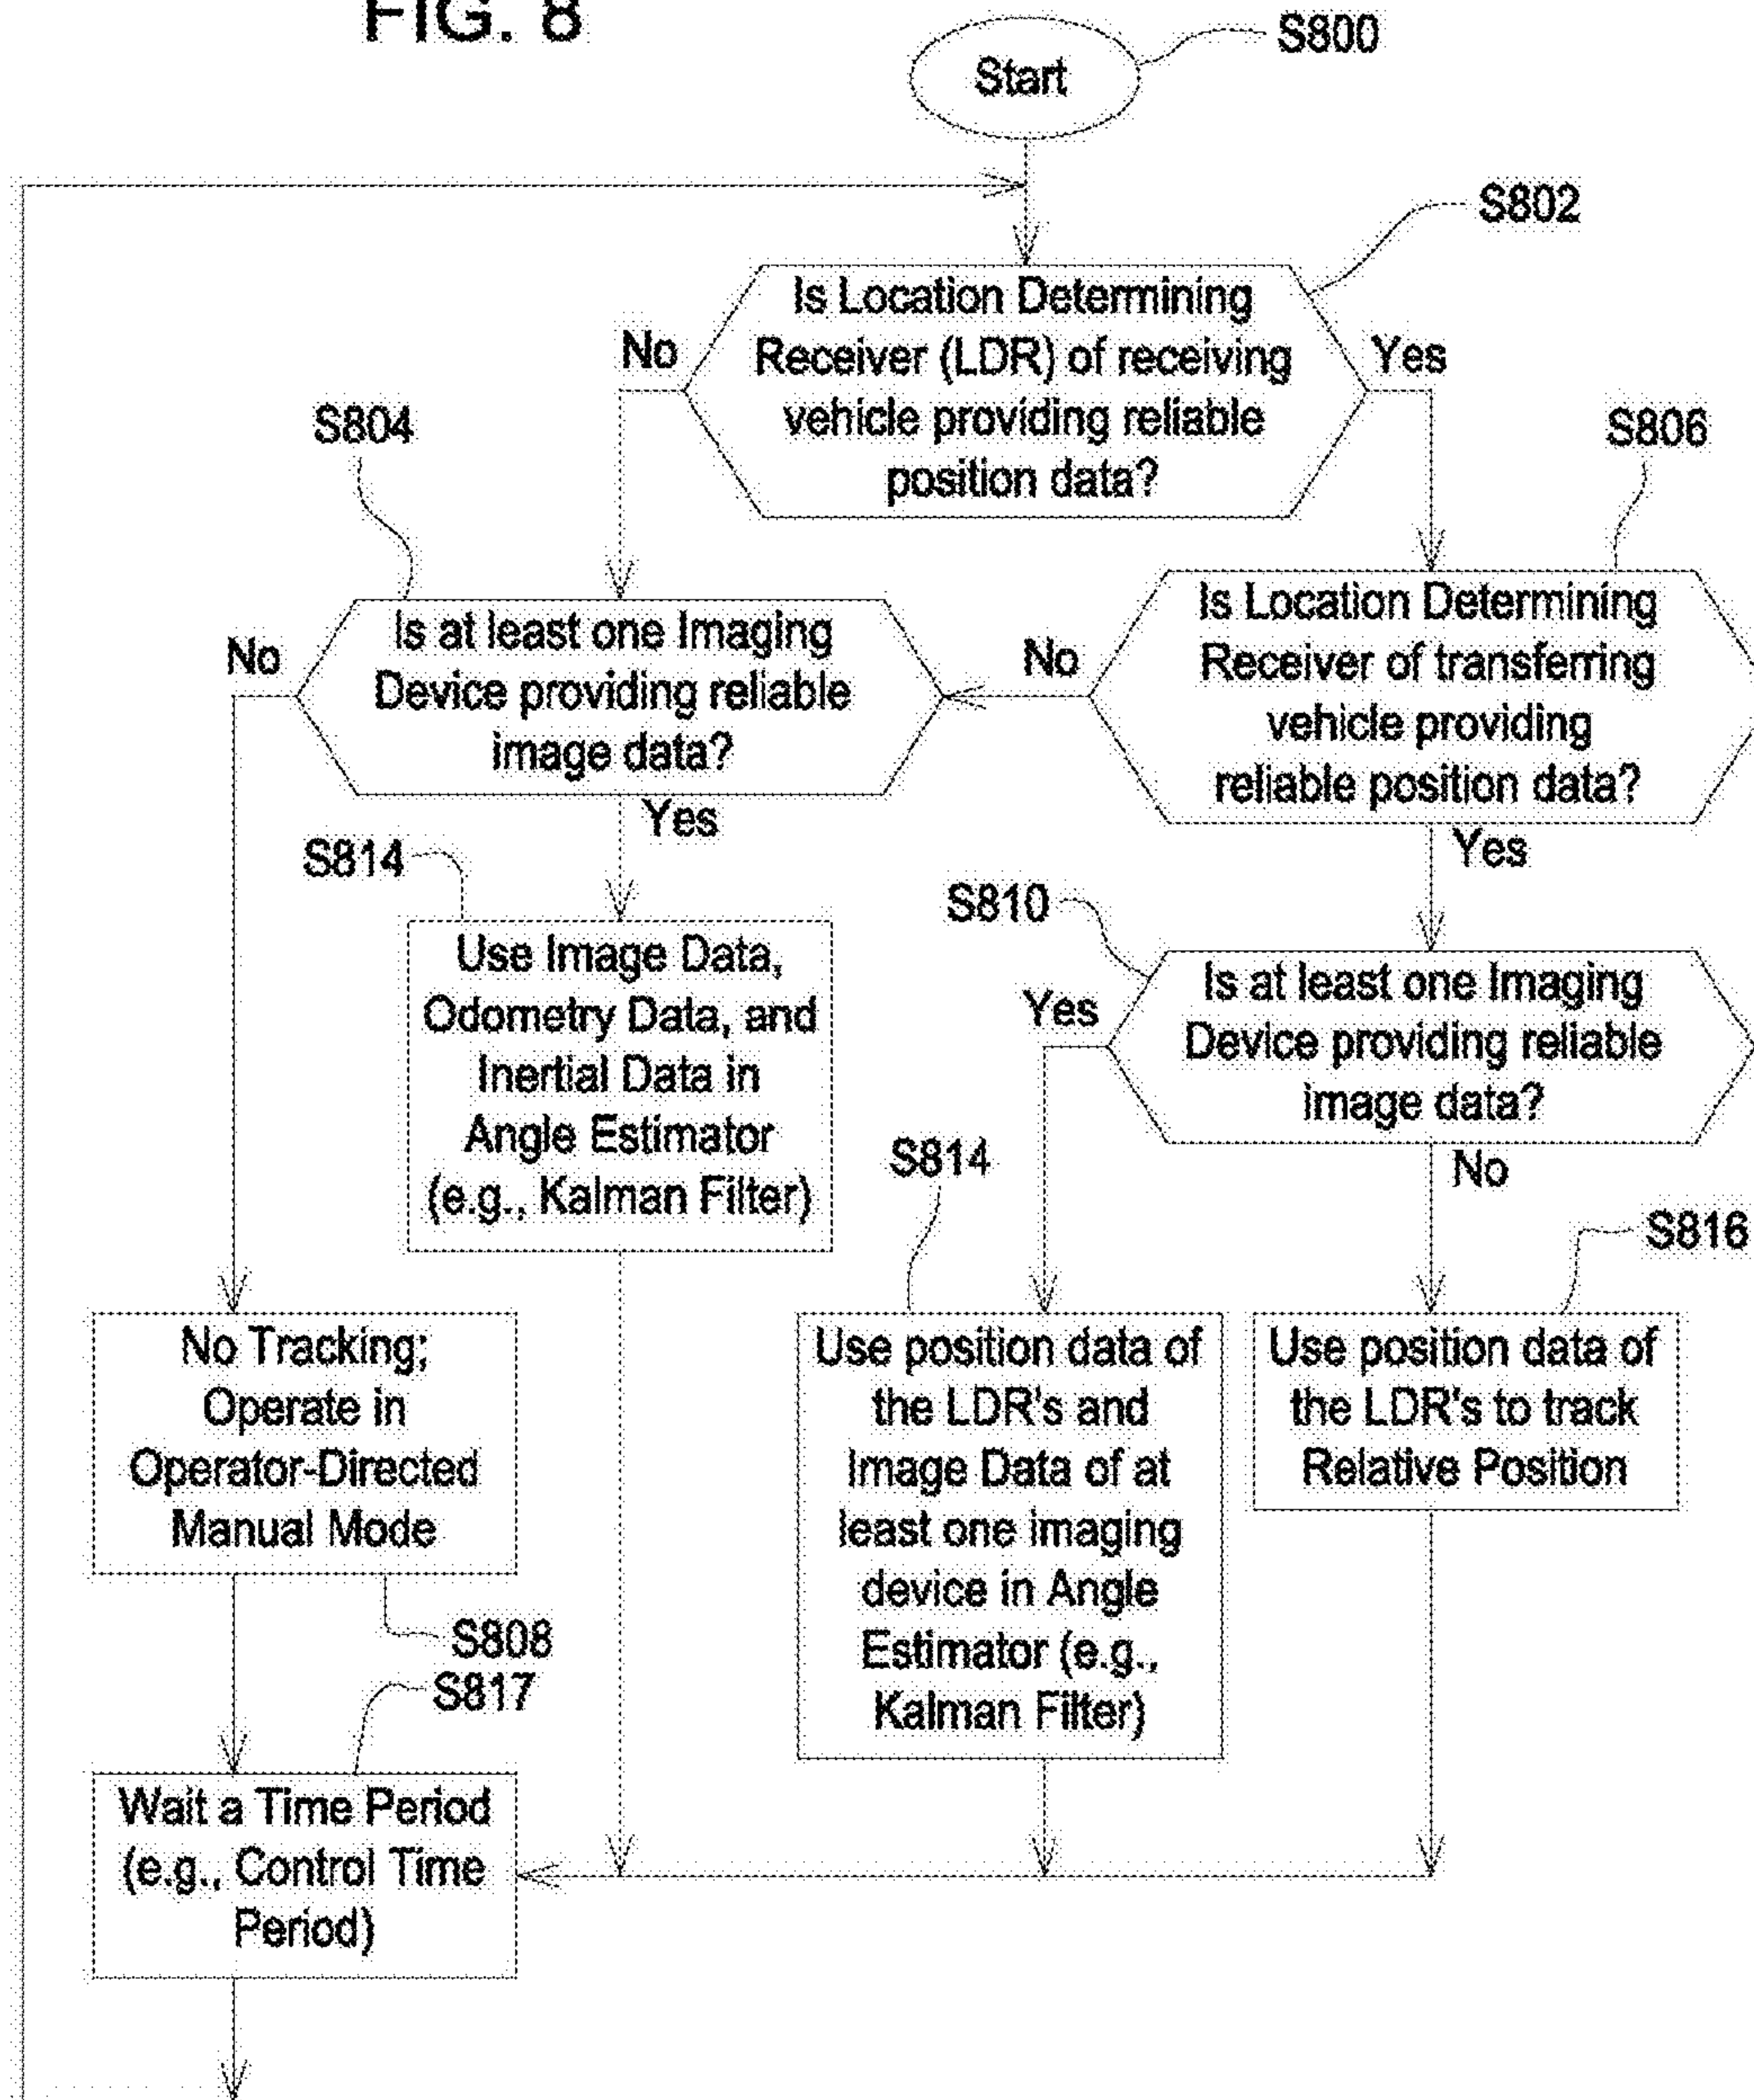 FIG. 8
S800
Start
S802
Is Location Determining
Receiver (LDR) of receiving
vehicle providing reliable
position data?
No
Yes
S804
S806
Is at least one Imaging
Device providing reliable
image data?
No
Yes
Is Location Determining
Receiver of transferring
vehicle providing
reliable position data?
No
Yes
S814
Use Image Data,
Odometry Data, and
Inertial Data in
Angle Estimator
(e.g., Kalman Filter)
S810
Is at least one Imaging
Device providing reliable
image data?
Yes
No
S814
S816
No Tracking;
Operate in
Operator-Directed
Manual Mode
Use position data of
the LDR's and
Image Data of at
least one imaging
device in Angle
Estimator (e.g.,
Kalman Filter)
Use position data of
the LDR's to track
Relative Position
S808
S817
Wait a Time Period
(e.g., Control Time
Period)